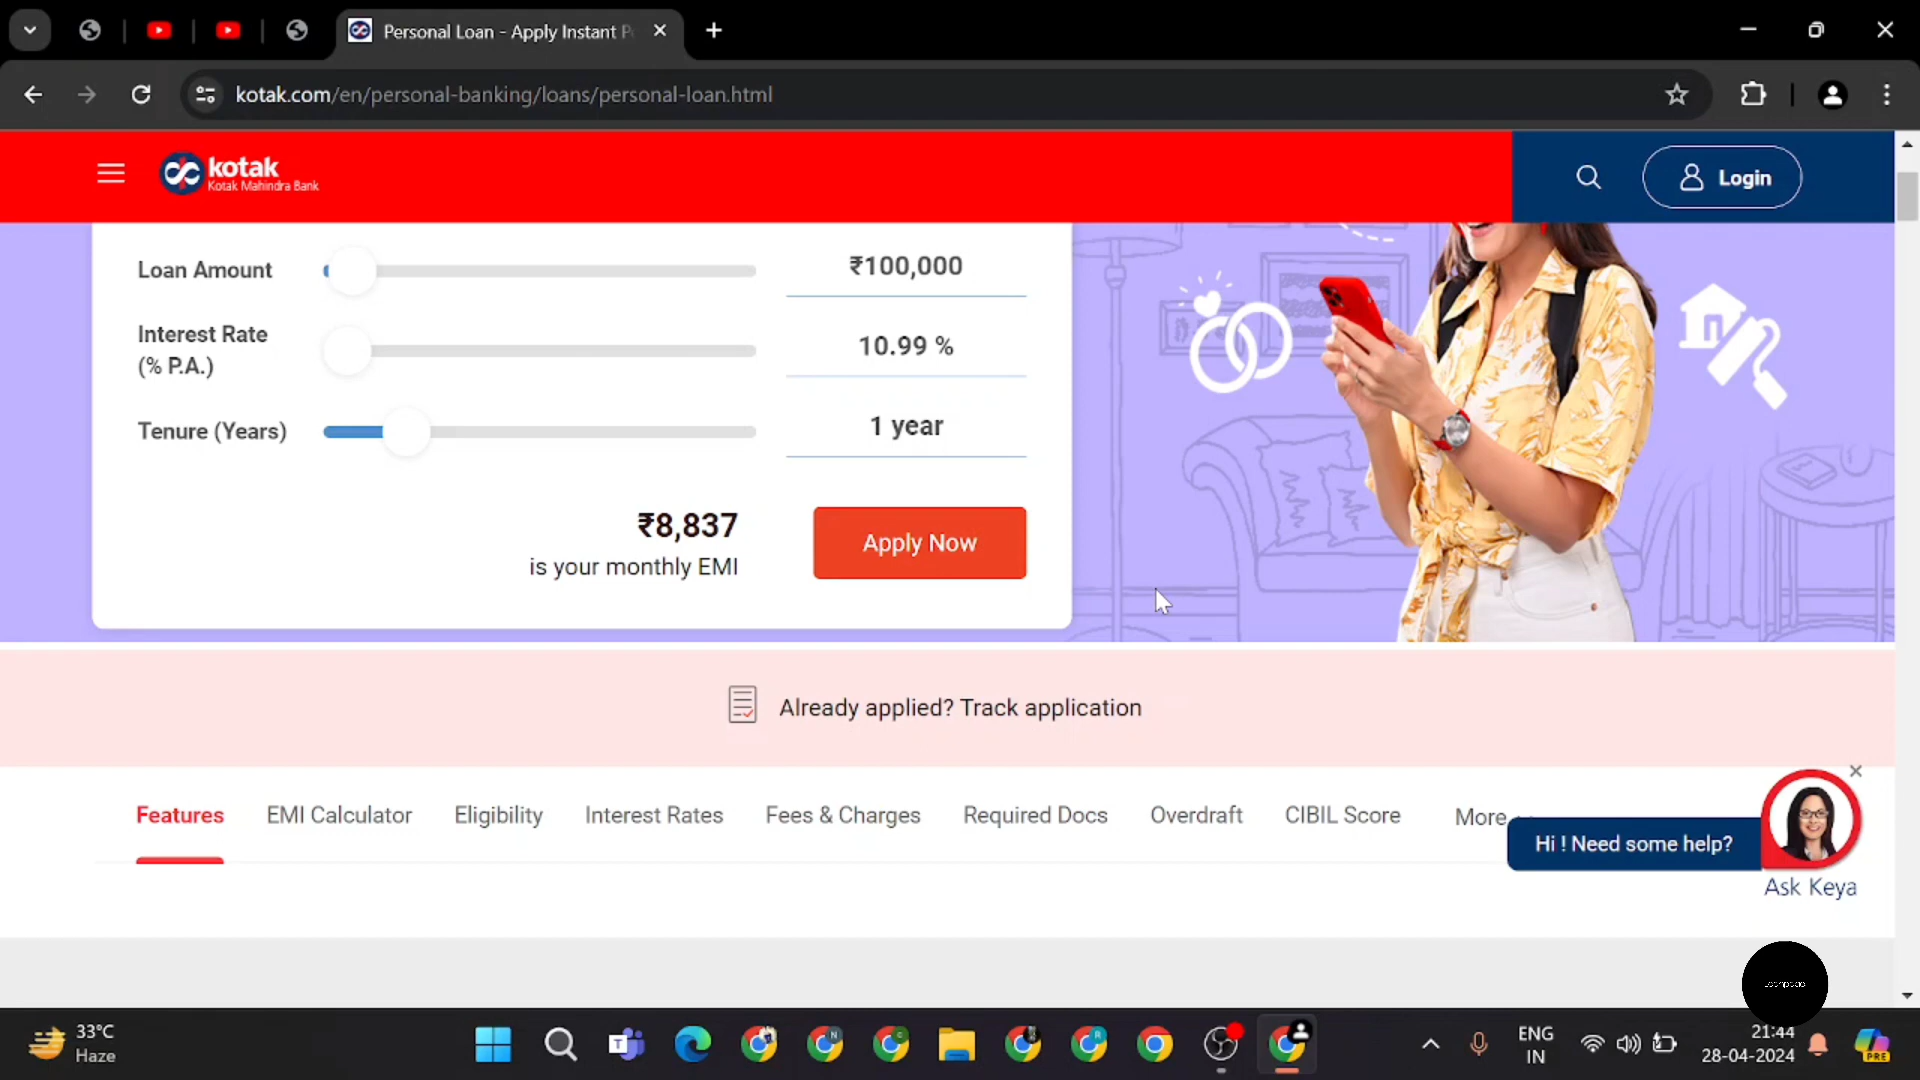 Personal Loan - Apply Instant P
kotak.com/en/personal-banking/loans/personal-loan.html
kotak
Kotak Mahindra Bank
Login
Loan Amount
₹100,000
Interest Rate
(% P.A.)
10.99 %
Tenure (Years)
1 year
₹8,837
is your monthly EMI
Apply Now
Already applied? Track application
Features
EMI Calculator
Eligibility
Interest Rates
Fees & Charges
Required Docs
Overdraft
CIBIL Score
More
Hi ! Need some help?
Ask Keya
33°C
Haze
ENG
IN
21:44
28-04-2024
PRE